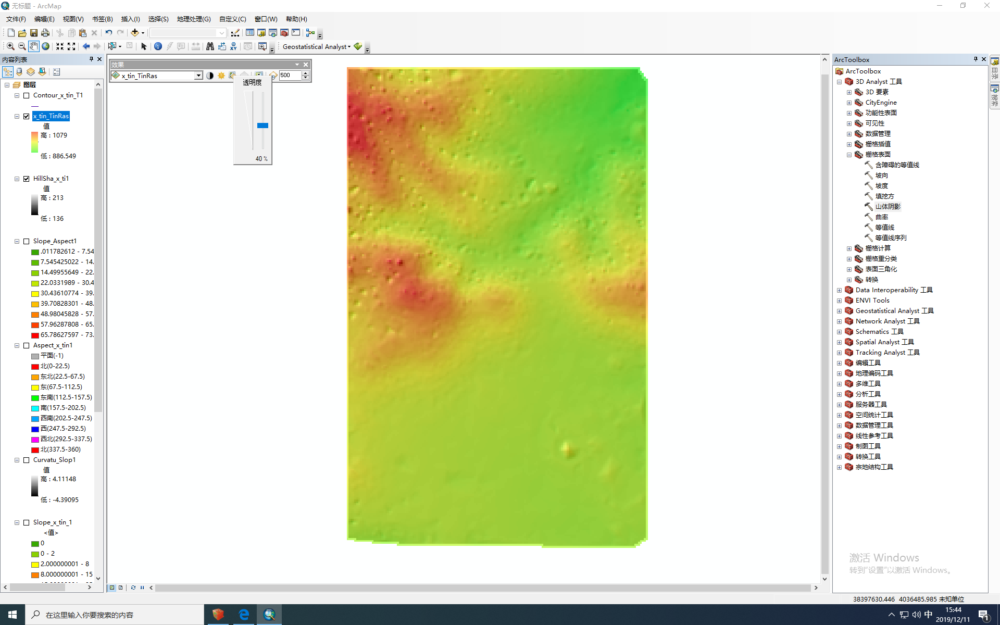 无标题 - ArcMap
文件(F) 编辑(E) 视图(V) 书签(B) 插入(I) 选择(S) 地理处理(G) 自定义(C) 窗口(W) 帮助(H)
Geostatistical Analyst
内容列表
图层
Contour_x_tin_T1
x_tin_TinRas
值
高 : 1079
低 : 886.549
HillSha_x_ti1
值
高 : 213
低 : 136
Slope_Aspect1
.011782612 - 7.54
7.545425022 - 14.
14.49955649 - 22.
22.0331989 - 30.4
30.43610774 - 39.
39.70828301 - 48.
48.98045828 - 57.
57.96287808 - 65.
65.78627597 - 73.
Aspect_x_tin1
平面(-1)
北(0-22.5)
东北(22.5-67.5)
东(67.5-112.5)
东南(112.5-157.5)
南(157.5-202.5)
西南(202.5-247.5)
西(247.5-292.5)
西北(292.5-337.5)
北(337.5-360)
Curvatu_Slop1
值
高 : 4.11148
低 : -4.39095
Slope_x_tin_1
<值>
0
0 - 2
2.000000001 - 8
8.000000001 - 15
效果
x_tin_TinRas
500
透明度
40 %
ArcToolbox
ArcToolbox
3D Analyst 工具
3D 要素
CityEngine
功能性表面
可见性
数据管理
栅格插值
栅格表面
含障碍的等值线
坡向
坡度
填挖方
山体阴影
曲率
等值线
等值线序列
栅格计算
栅格重分类
表面三角化
转换
Data Interoperability 工具
ENVI Tools
Geostatistical Analyst 工具
Network Analyst 工具
Schematics 工具
Spatial Analyst 工具
Tracking Analyst 工具
编辑工具
地理编码工具
多维工具
分析工具
服务器工具
空间统计工具
数据管理工具
线性参考工具
制图工具
转换工具
宗地结构工具
激活 Windows
转到“设置”以激活 Windows。
38397630.446 4036485.985 未知单位
在这里输入你要搜索的内容
中
15:44
2019/12/11
1